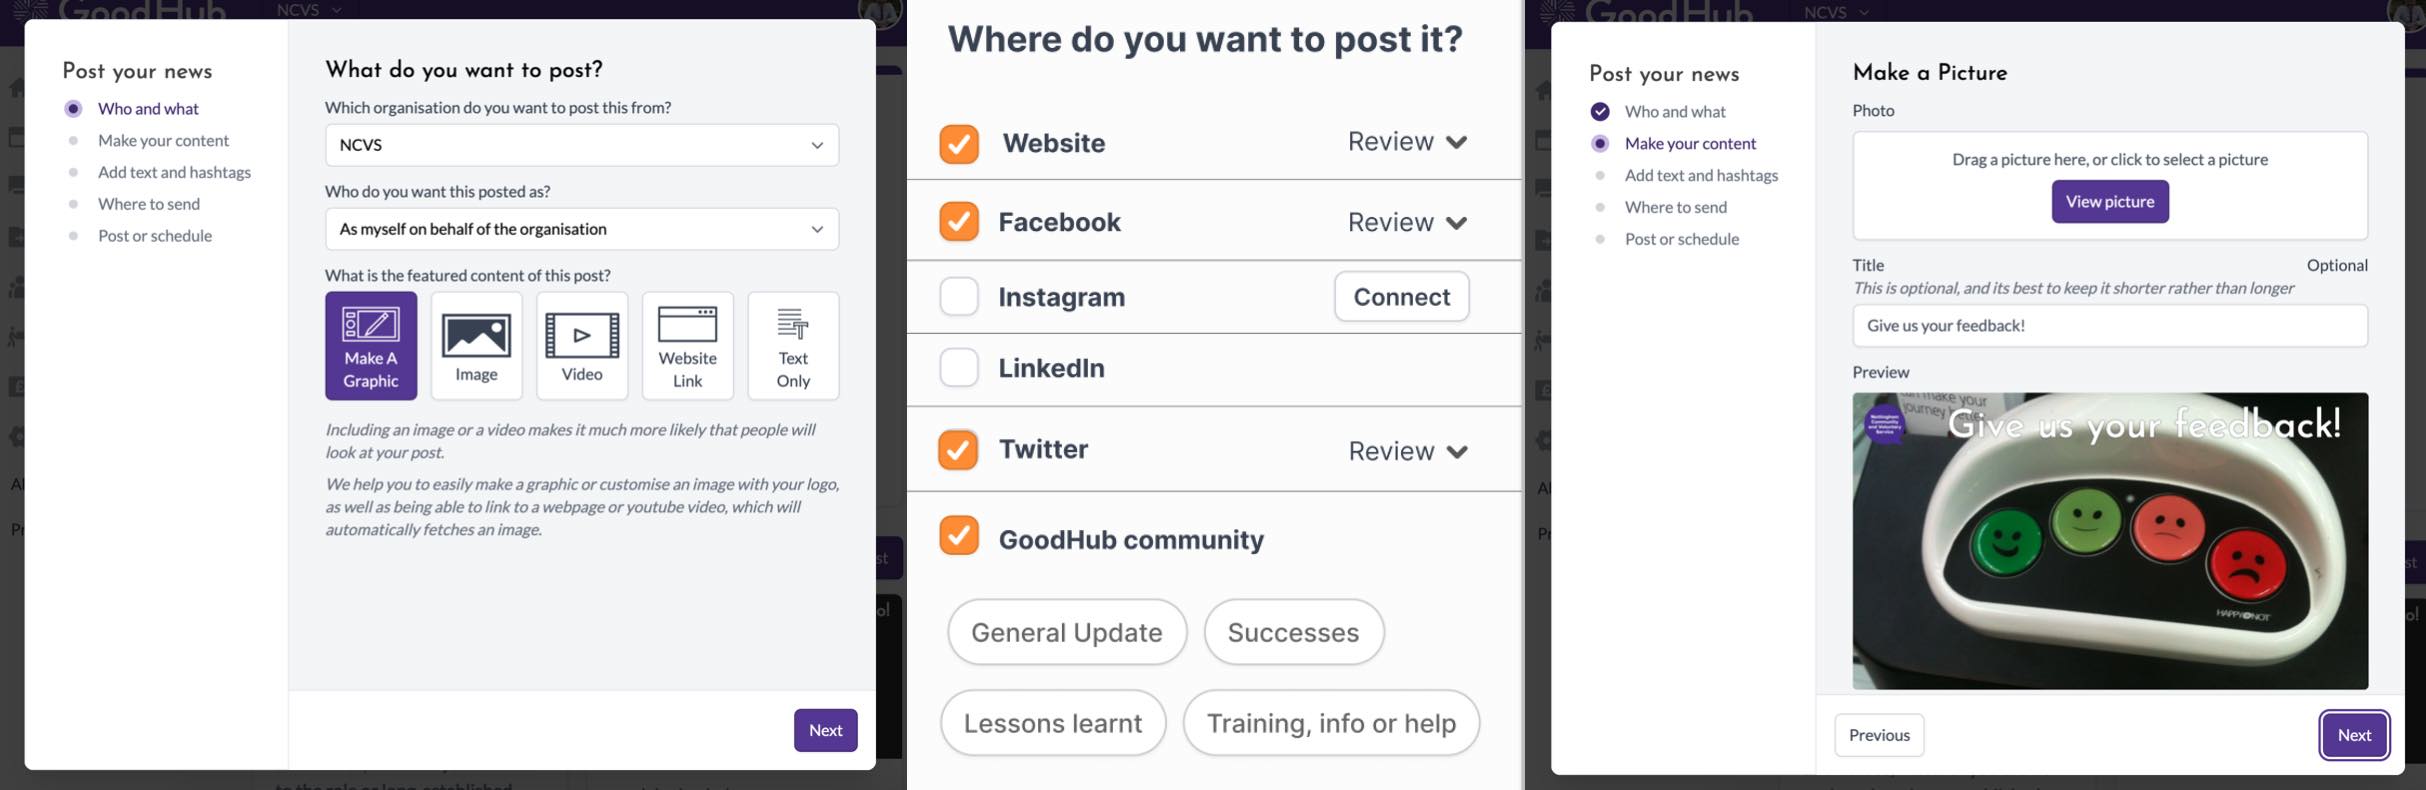 GoodHub
NCVS
Post your news
Who and what
Make your content
Add text and hashtags
Where to send
Post or schedule
What do you want to post?
Which organisation do you want to post this from?
NCVS
Who do you want this posted as?
As myself on behalf of the organisation
What is the featured content of this post?
Make A
Graphic
Image
Video
Website
Link
Text
Only
Including an image or a video makes it much more likely that people will
look at your post.
We help you to easily make a graphic or customise an image with your logo,
as well as being able to link to a webpage or youtube video, which will
automatically fetches an image.
Next
Where do you want to post it?
Website Review
Facebook Review
Instagram Connect
LinkedIn
Twitter Review
GoodHub community
General Update Successes
Lessons learnt Training, info or help
GoodHub
NCVS
Post your news
Who and what
Make your content
Add text and hashtags
Where to send
Post or schedule
Make a Picture
Photo
Drag a picture here, or click to select a picture
View picture
Title Optional
This is optional, and its best to keep it shorter rather than longer
Give us your feedback!
Preview
make your
journey
Nottingham
Community
and Voluntary
Service
Give us your feedback!
HAPPY OR NOT
Previous Next